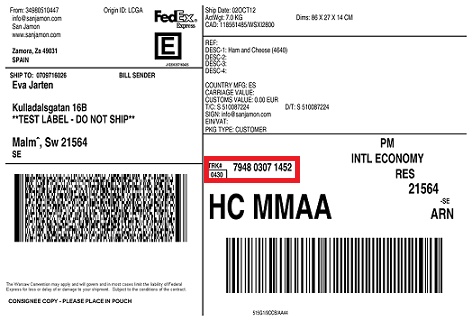 From: 34980510447
info@sanjamon.com
San Jamon
www.sanjamon.com
Zamora, Za 49031
SPAIN
Origin ID: LCGA
FedEx
Express
E
SHIP TO: 0709716026
BILL SENDER
Eva Jarten
Kulladalsgatan 16B
**TEST LABEL - DO NOT SHIP**
Malmˆ, Sw 21564
SE
The Warsaw Convention may apply and will govern and in most cases limit the liability of Federal
Express for loss or delay of or damage to your shipment. Subject to the conditions of the contract.
CONSIGNEE COPY - PLEASE PLACE IN POUCH
Ship Date: 02OCT12
ActWgt: 7.0 KG
CAD: 118561485/WSXI2800
Dims: 86 X 27 X 14 CM
REF:
DESC-1: Ham and Cheese (4640)
DESC-2:
DESC-3:
DESC-4:
COUNTRY MFG: ES
CARRIAGE VALUE:
CUSTOMS VALUE: 0.00 EUR
T/C: S 510087224
D/T: S 510087224
SIGN: info@sanjamon.com
EIN/VAT:
PKG TYPE: CUSTOMER
TRK#
0430
7948 0307 1452
PM
INTL ECONOMY
RES
21564
-SE
HC MMAA
ARN